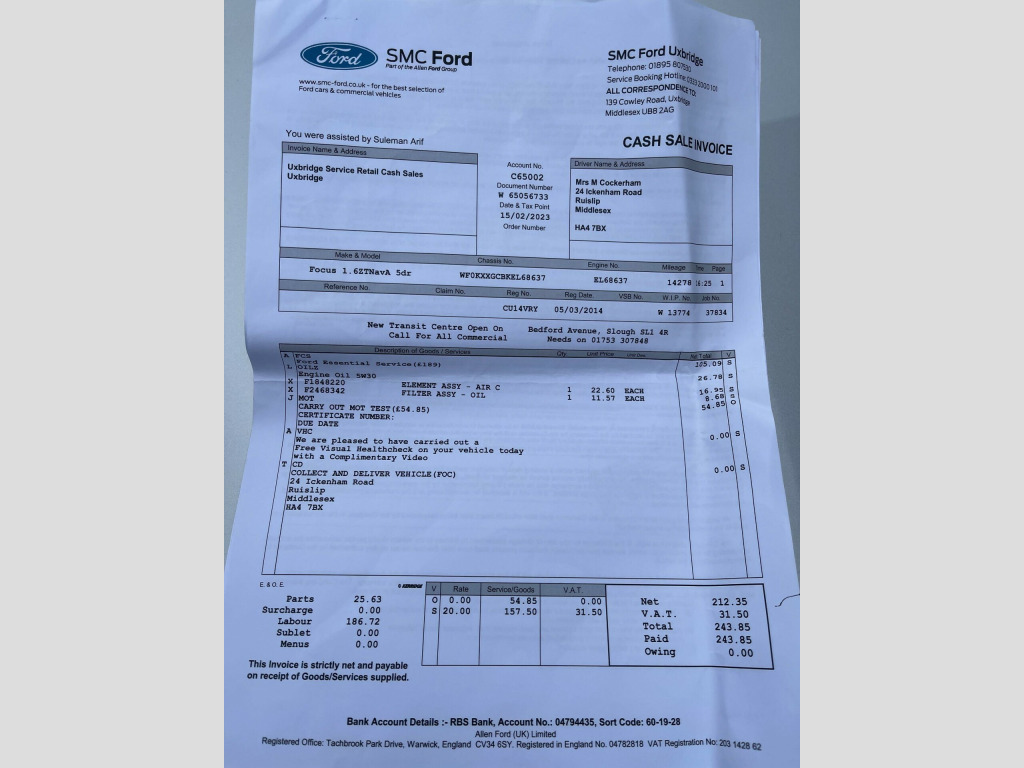 Ford
SMC Ford
Part of the Allen Ford Group
www.smc-ford.co.uk - for the best selection of
Ford cars & commercial vehicles
SMC Ford Uxbridge
Telephone: 01895 807530
Service Booking Hotline
ALL CORRESPONDENCE TO:
139 Cowley Road, Uxbridge
Middlesex UB8 2AG
You were assisted by Suleman Arif
CASH SALE INVOICE
Invoice Name & Address
Uxbridge Service Retail Cash Sales
Uxbridge
Account No.
C65002
Document Number
W 65056733
Date & Tax Point
15/02/2023
Order Number
Driver Name & Address
Mrs M Cockerham
24 Ickenham Road
Ruislip
Middlesex
HA4 7BX
Make & Model Chassis No. Engine No. Mileage Page
Focus 1.6ZTNavA 5dr WF0KXXGCBKEL68637 EL68637 14278 1
Reference No. Claim No. Reg No. Reg Date. VSB No. W.I.P. No. Job No.
CU14VRY 05/03/2014 W 13774 37834
New Transit Centre Open On Bedford Avenue, Slough SL1 4R
Call For All Commercial Needs on 01753 307848
Description of Goods / Services Qty. Unit Price Net Total V
A FCS
Ford Essential Service(£189) S
L OILZ
Engine Oil 5W30 26.78 S
X F1848220 ELEMENT ASSY - AIR C 1 22.60 EACH 16.95 S
X F2468342 FILTER ASSY - OIL 1 11.57 EACH 8.68 S
J MOT 54.85 O
CARRY OUT MOT TEST(£54.85)
CERTIFICATE NUMBER:
DUE DATE
A VHC 0.00 S
We are pleased to have carried out a
Free Visual Healthcheck on your vehicle today
with a Complimentary Video
T CD 0.00 S
COLLECT AND DELIVER VEHICLE(FOC)
24 Ickenham Road
Ruislip
Middlesex
HA4 7BX
E. & O. E.
Parts 25.63
Surcharge 0.00
Labour 186.72
Sublet 0.00
Menus 0.00
V Rate Service/Goods V.A.T.
O 0.00 54.85 0.00
S 20.00 157.50 31.50
Net 212.35
V.A.T. 31.50
Total 243.85
Paid 243.85
Owing 0.00
This Invoice is strictly net and payable
on receipt of Goods/Services supplied.
Bank Account Details :- RBS Bank, Account No.: 04794435, Sort Code: 60-19-28
Allen Ford (UK) Limited
Registered Office: Tachbrook Park Drive, Warwick, England CV34 6SY. Registered in England No. 04782818 VAT Registration No: 203 1428 62